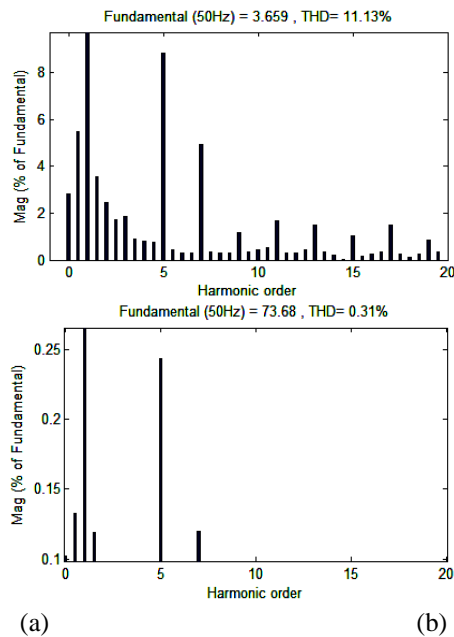 Fundamental (50Hz) = 3.659 , THD= 11.13%
Mag (% of Fundamental)
8
6
4
2
0
0 5 10 15 20
Harmonic order
Fundamental (50Hz) = 73.68 , THD= 0.31%
Mag (% of Fundamental)
0.25
0.2
0.15
0.1
0 5 10 15 20
Harmonic order
(a) (b)